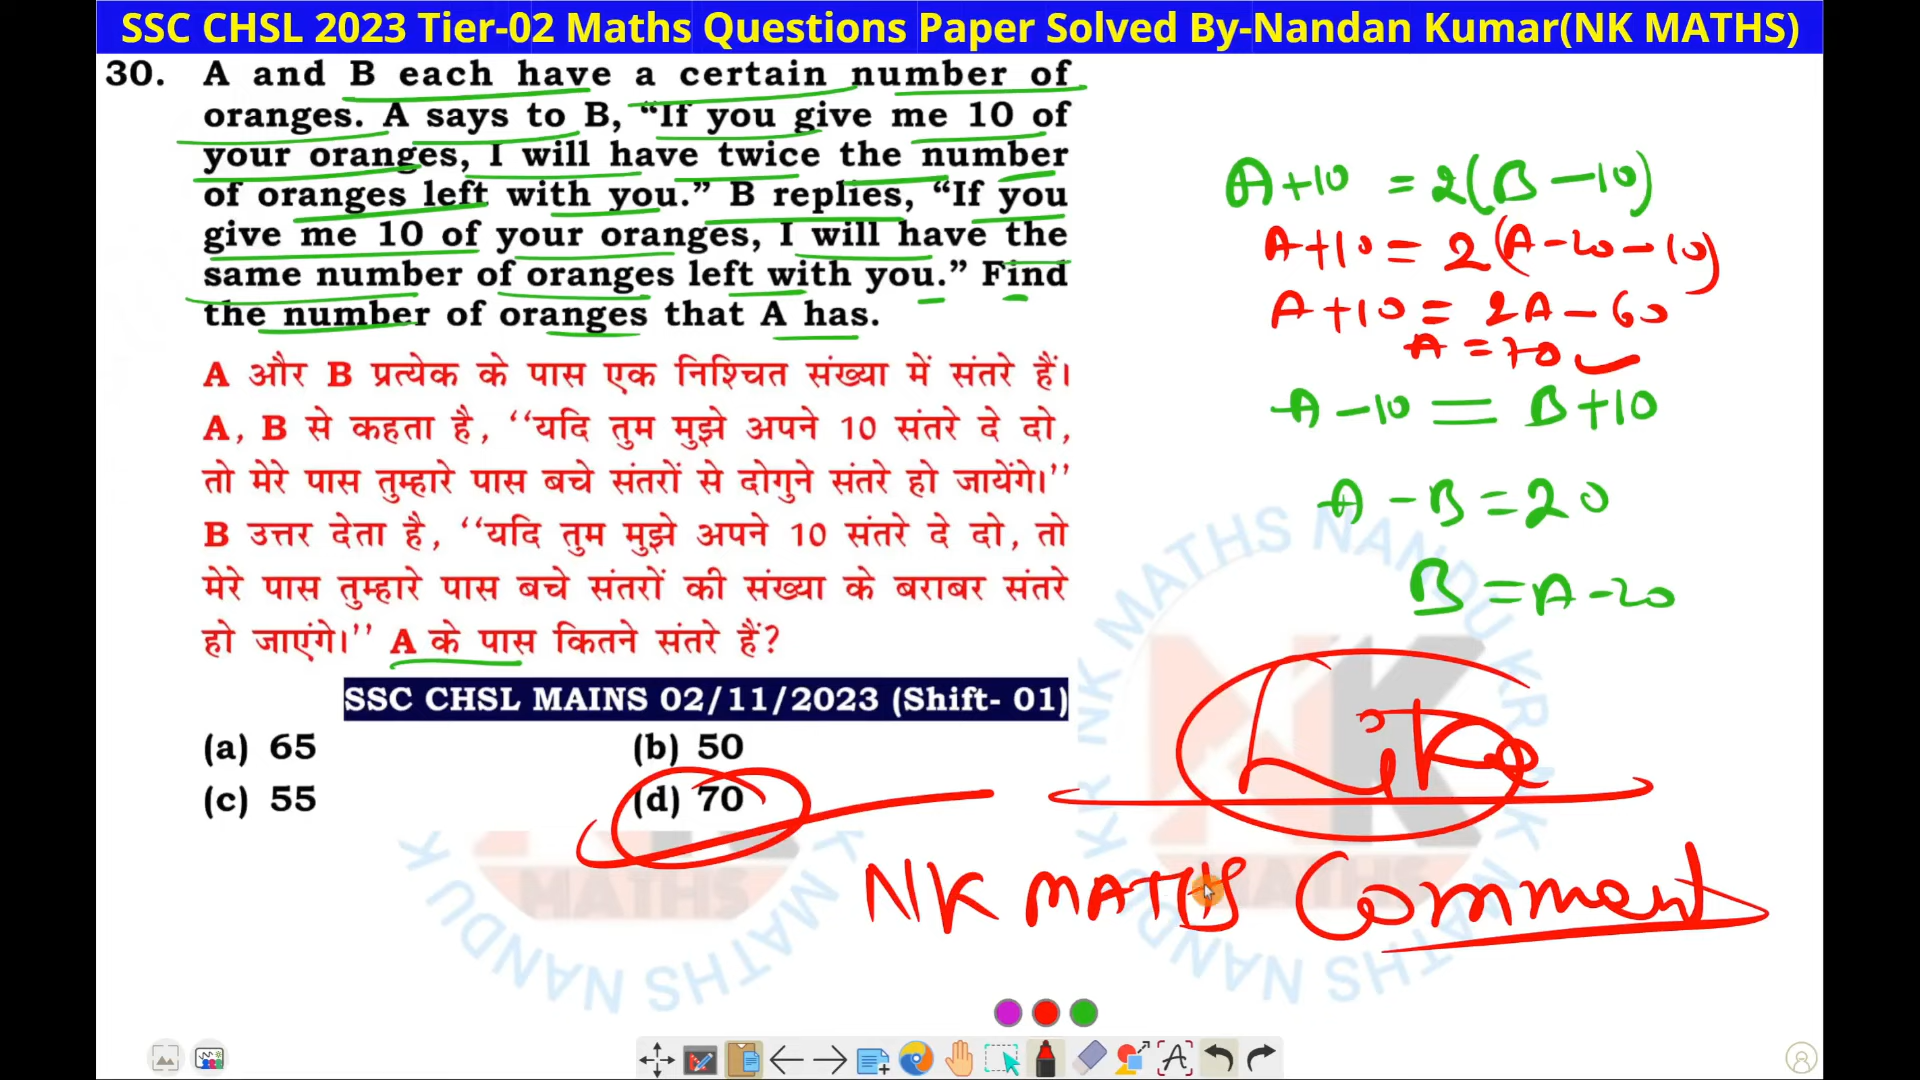 SSC CHSL 2023 Tier-02 Maths Questions Paper Solved By-Nandan Kumar(NK MATHS)
30. A and B each have a certain number of
oranges. A says to B, “If you give me 10 of
your oranges, I will have twice the number
of oranges left with you.” B replies, “If you
give me 10 of your oranges, I will have the
same number of oranges left with you.” Find
the number of oranges that A has.
A और B प्रत्येक के पास एक निश्चित संख्या में संतरे हैं।
A, B से कहता है, ‘‘यदि तुम मुझे अपने 10 संतरे दे दो,
तो मेरे पास तुम्हारे पास बचे संतरों से दोगुने संतरे हो जायेंगे।’’
B उत्तर देता है, ‘‘यदि तुम मुझे अपने 10 संतरे दे दो, तो
मेरे पास तुम्हारे पास बचे संतरों की संख्या के बराबर संतरे
हो जाएंगे।’’ A के पास कितने संतरे हैं?
SSC CHSL MAINS 02/11/2023 (Shift- 01)
(a) 65 (b) 50
(c) 55 (d) 70
A+10 = 2(B-10)
A+10 = 2(A-20-10)
A+10 = 2A-60
A = 70
A-10 = B+10
A-B=20
B=A-20
Like
NK MATHS Comment